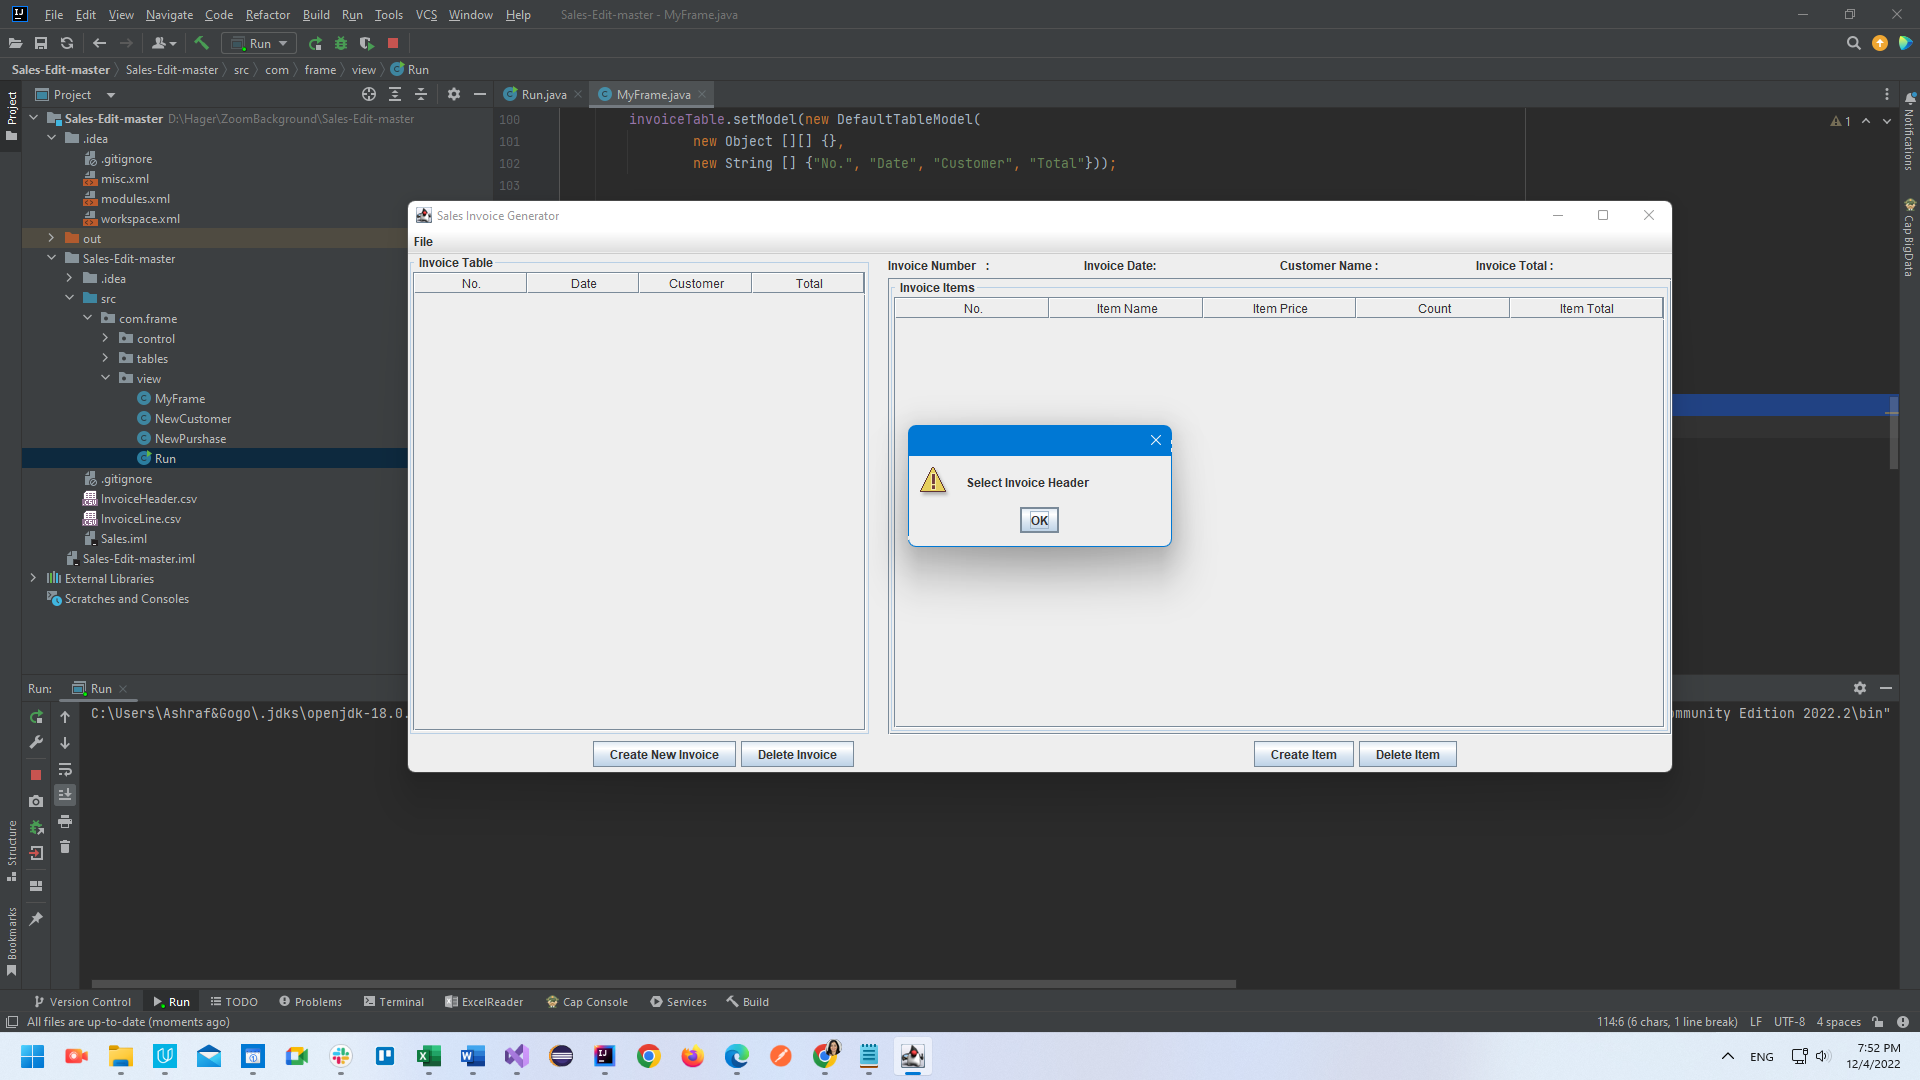 File Edit View Navigate Code Refactor Build Run Tools VCS Window Help Sales-Edit-master - MyFrame.java
Run
Sales-Edit-master Sales-Edit-master src com frame view Run
Project
Project
Run.java MyFrame.java
Sales-Edit-master D:\Hager\ZoomBackground\Sales-Edit-master
.idea
.gitignore
misc.xml
modules.xml
workspace.xml
out
Sales-Edit-master
.idea
src
com.frame
control
tables
view
MyFrame
NewCustomer
NewPurshase
Run
.gitignore
InvoiceHeader.csv
InvoiceLine.csv
Sales.iml
Sales-Edit-master.iml
External Libraries
Scratches and Consoles
100 invoiceTable.setModel(new DefaultTableModel(
101 new Object [][] {},
102 new String [] {"No.", "Date", "Customer", "Total"}));
103
1
Notifications
Cap BigData
Sales Invoice Generator
File
Invoice Table
No. Date Customer Total
Invoice Number : Invoice Date: Customer Name : Invoice Total :
Invoice Items
No. Item Name Item Price Count Item Total
Select Invoice Header
OK
Create New Invoice Delete Invoice Create Item Delete Item
Run: Run
C:\Users\Ashraf&Gogo\.jdks\openjdk-18.0. mmunity Edition 2022.2\bin"
Structure
Bookmarks
Version Control Run TODO Problems Terminal ExcelReader Cap Console Services Build
All files are up-to-date (moments ago) 114:6 (6 chars, 1 line break) LF UTF-8 4 spaces
ENG
7:52 PM
12/4/2022